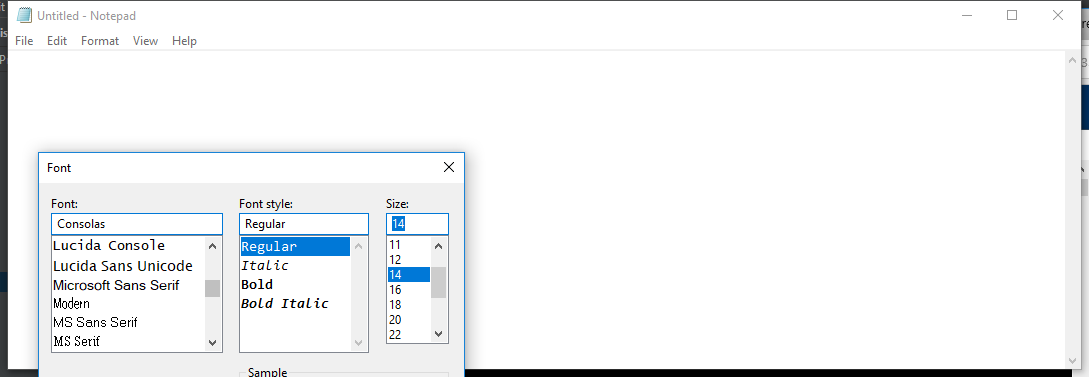 Untitled - Notepad
File Edit Format View Help
Font
Font: Font style: Size:
Consolas Regular 14
Lucida Console
Lucida Sans Unicode
Microsoft Sans Serif
Modern
MS Sans Serif
MS Serif
Regular
Italic
Bold
Bold Italic
11
12
14
16
18
20
22
Sample